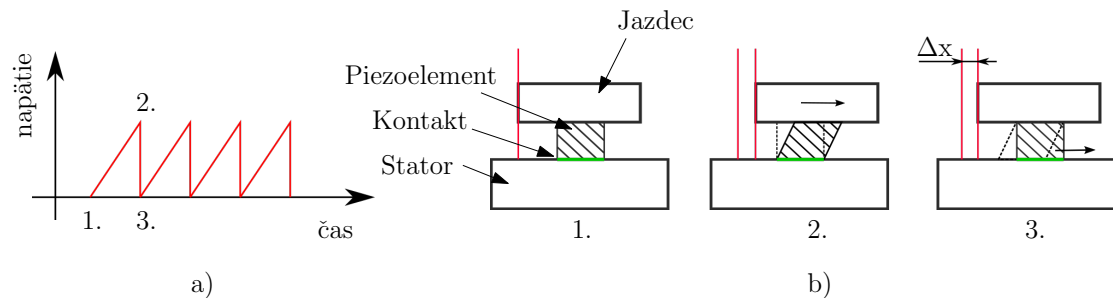 napätie
2.
1.
3.
čas
a)
Jazdec
Piezoelement
Kontakt
Stator
1.
2.
Δx
3.
b)